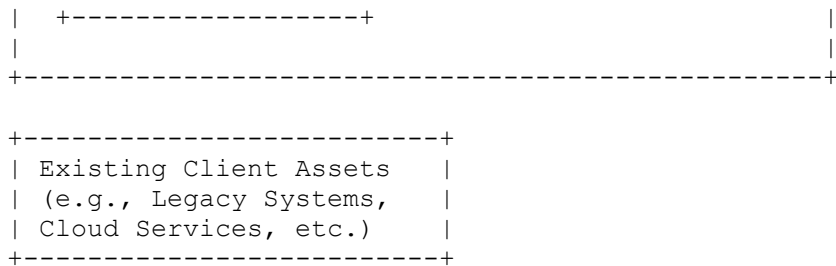 |  +------------------+                       |
|                                             |
+--------------------------------------------------+
+--------------------------+
| Existing Client Assets   |
| (e.g., Legacy Systems,   |
| Cloud Services, etc.)    |
+--------------------------+